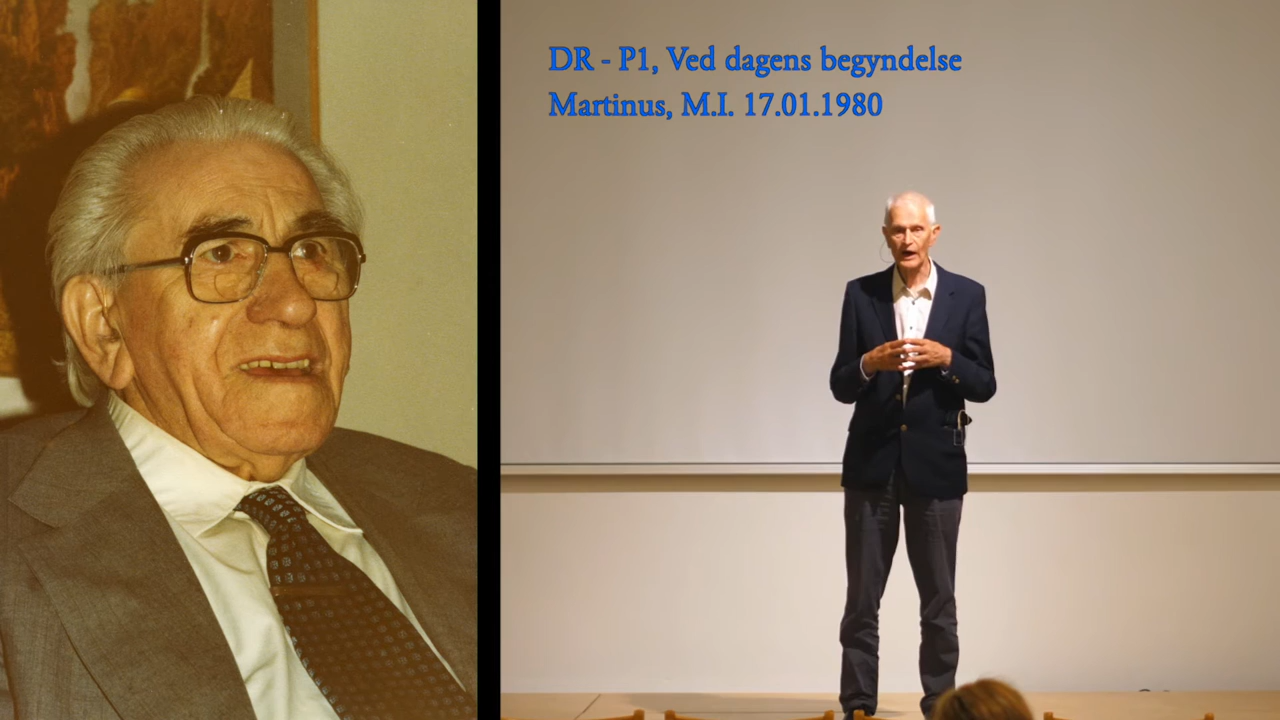 DR - P1, Ved dagens begyndelse
Martinus, M.I. 17.01.1980